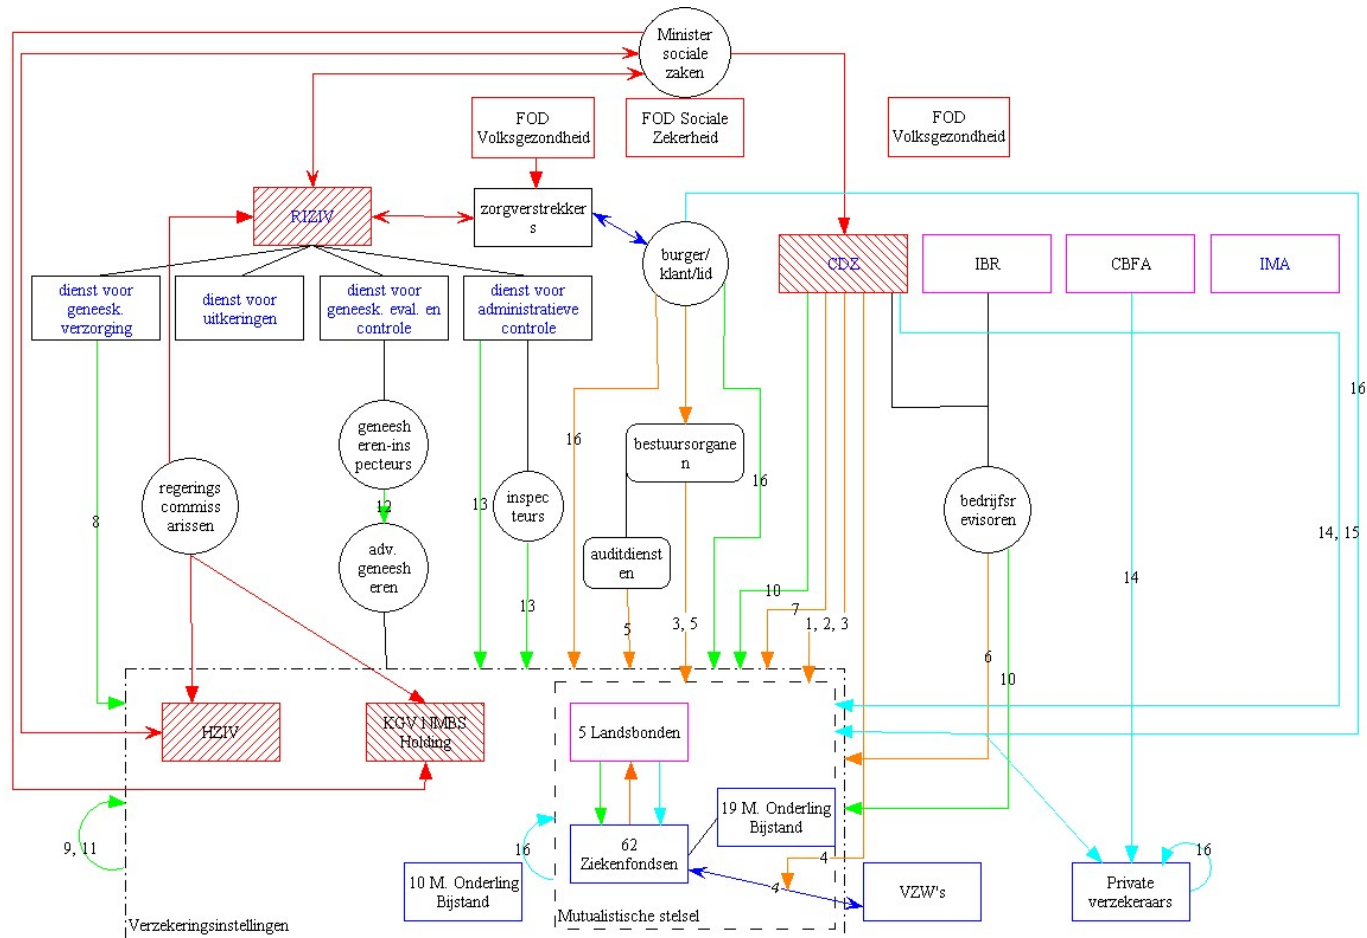 Minister
sociale
zaken
FOD
Volksgezondheid
FOD Sociale
Zekerheid
FOD
Volksgezondheid
RIZIV
zorgverstrekker
s
burger/
klant/lid
CDZ
IBR
CBFA
IMA
dienst voor
geneesk.
verzorging
dienst voor
uitkeringen
dienst voor
geneesk. eval. en
controle
dienst voor
administratieve
controle
16
geneesh
eren-ins
pecteurs
16
bestuursorgane
n
regerings
commiss
arissen
12
13
inspec
teurs
16
bedrijfsr
evisoren
8
adv.
geneesh
eren
auditdienst
en
14, 15
14
10
13
7
5
3, 5
1, 2, 3
6
10
HZIV
KGV NMBS
Holding
5 Landsbonden
19 M. Onderling
Bijstand
9, 11
16
62
Ziekenfondsen
4
16
4
10 M. Onderling
Bijstand
VZW's
Private
verzekeraars
Verzekeringsinstellingen
Mutualistische stelsel